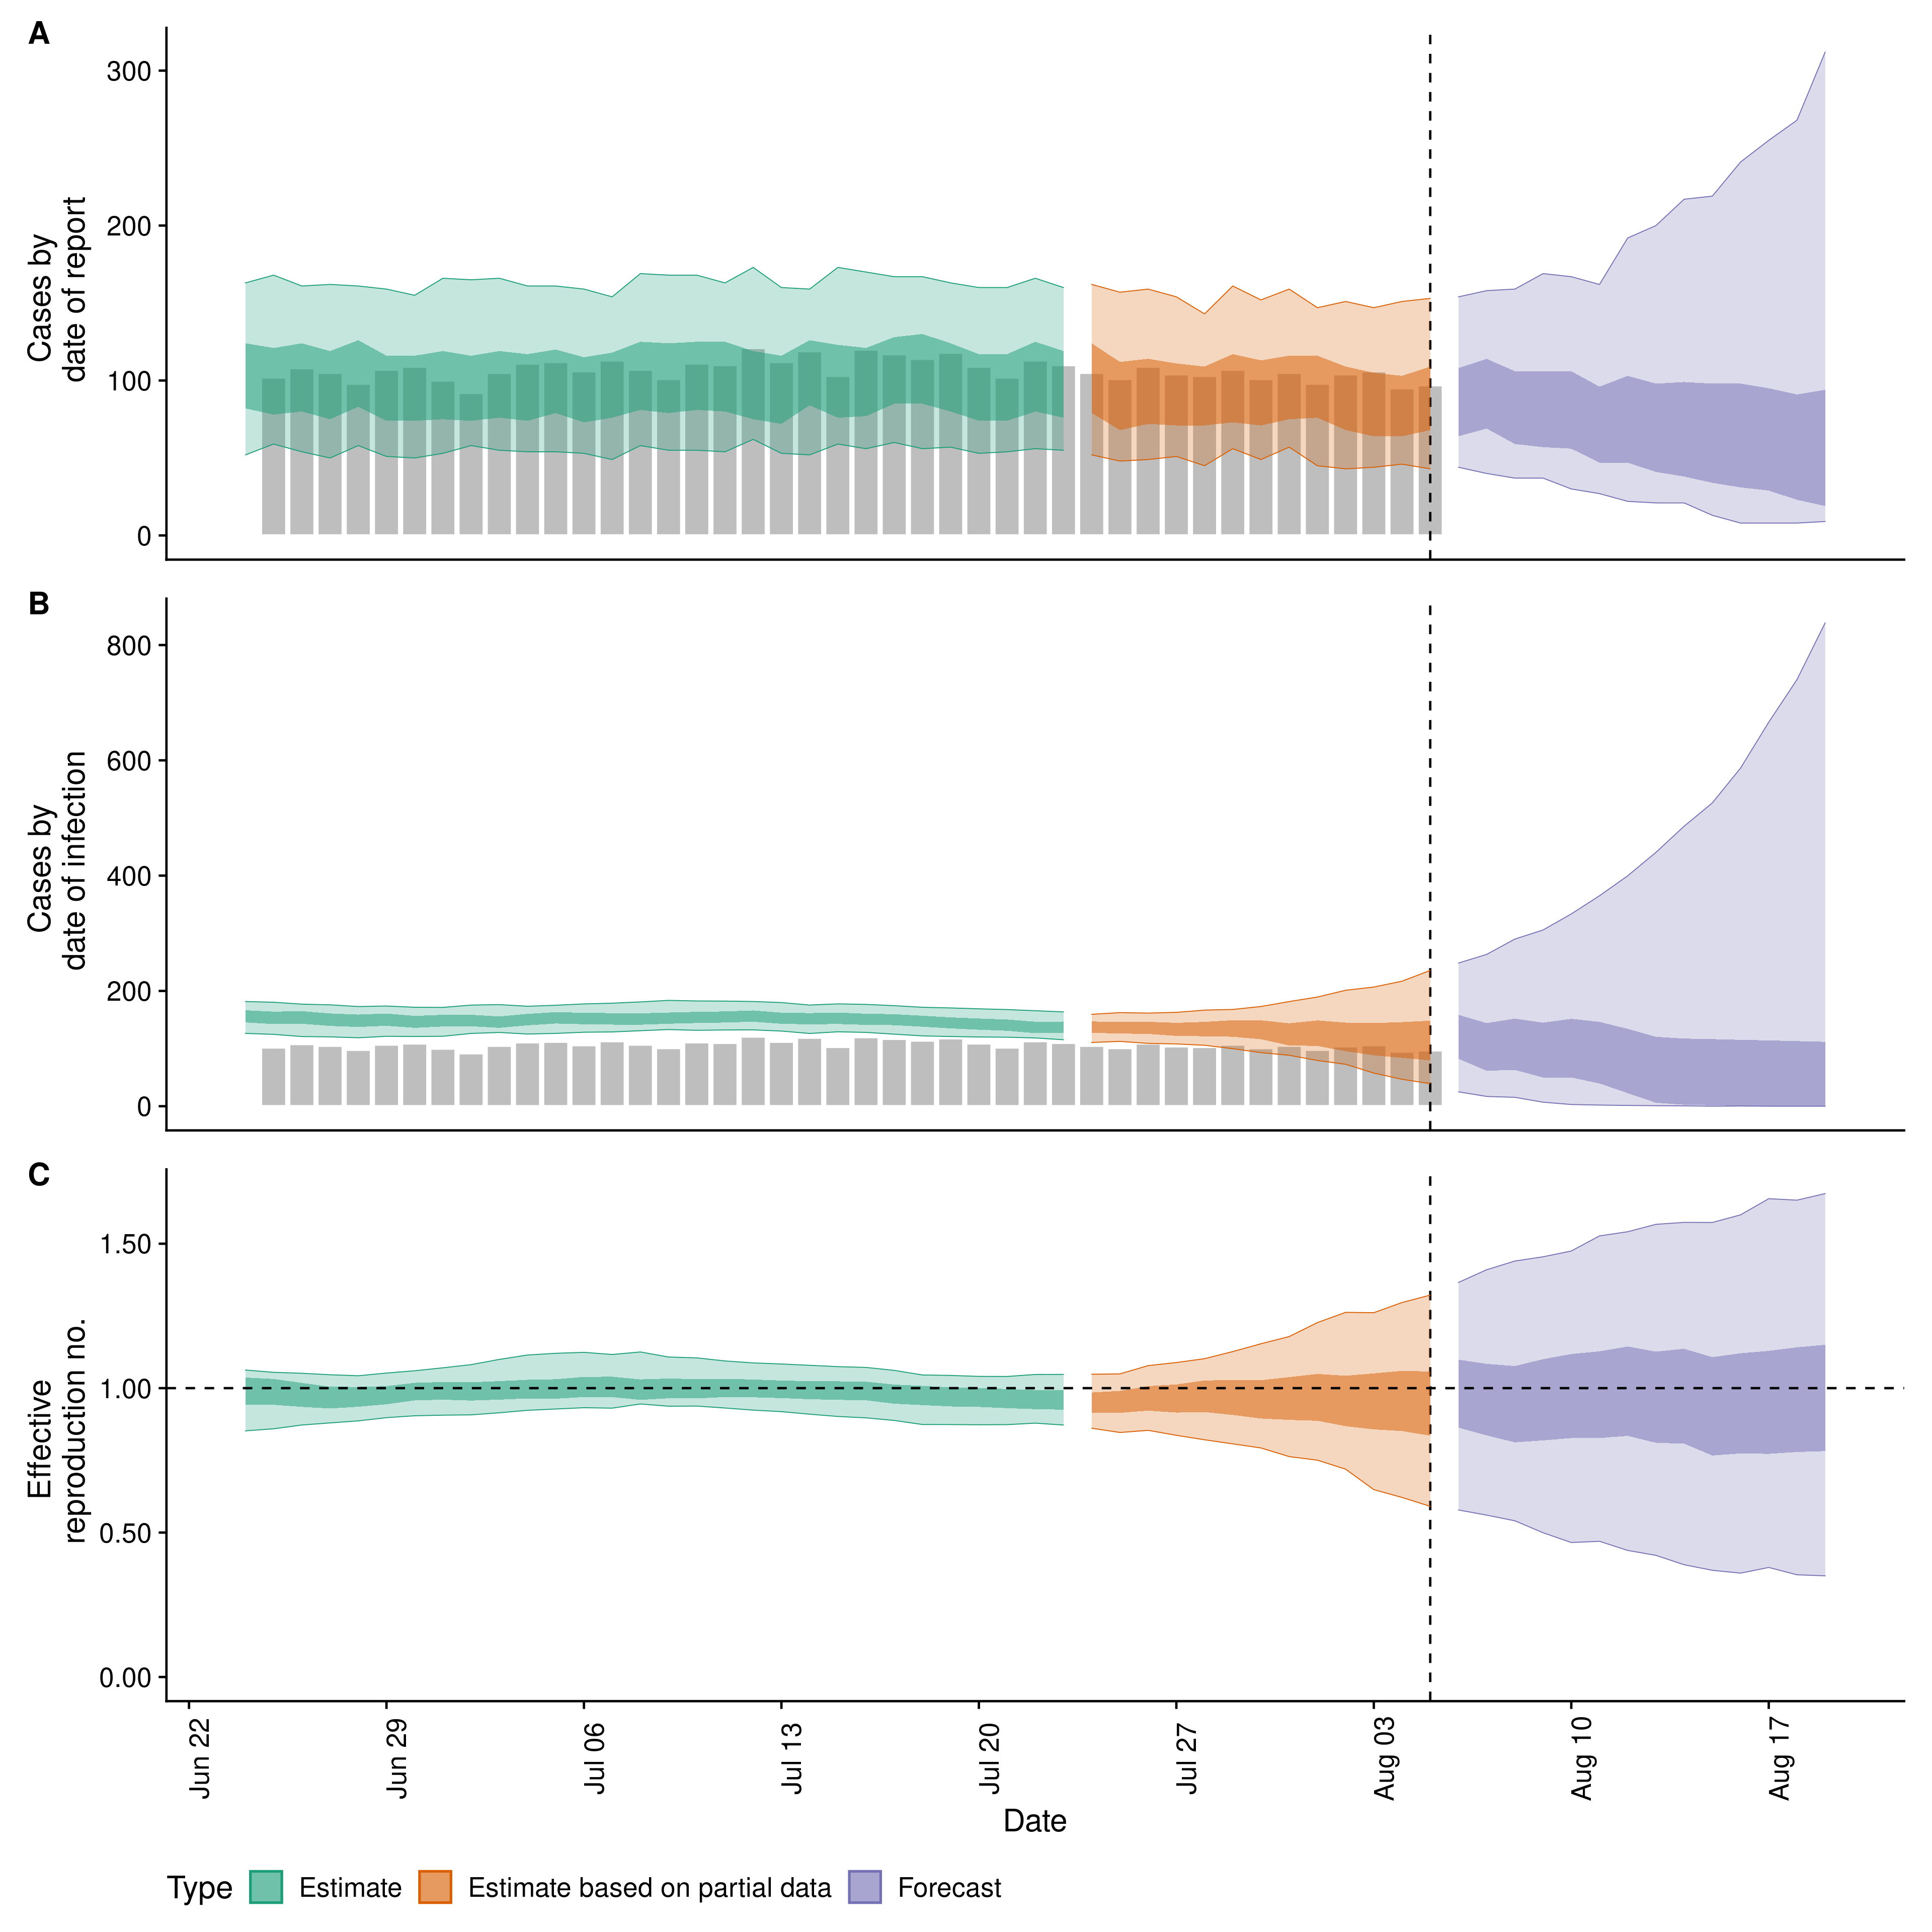 A
300
200
100
0
Cases by
date of report
B
800
600
400
200
0
Cases by
date of infection
C
1.50
1.00
0.50
0.00
Effective
reproduction no.
Jun 22
Jun 29
Jul 06
Jul 13
Jul 20
Jul 27
Aug 03
Aug 10
Aug 17
Date
Type Estimate Estimate based on partial data Forecast